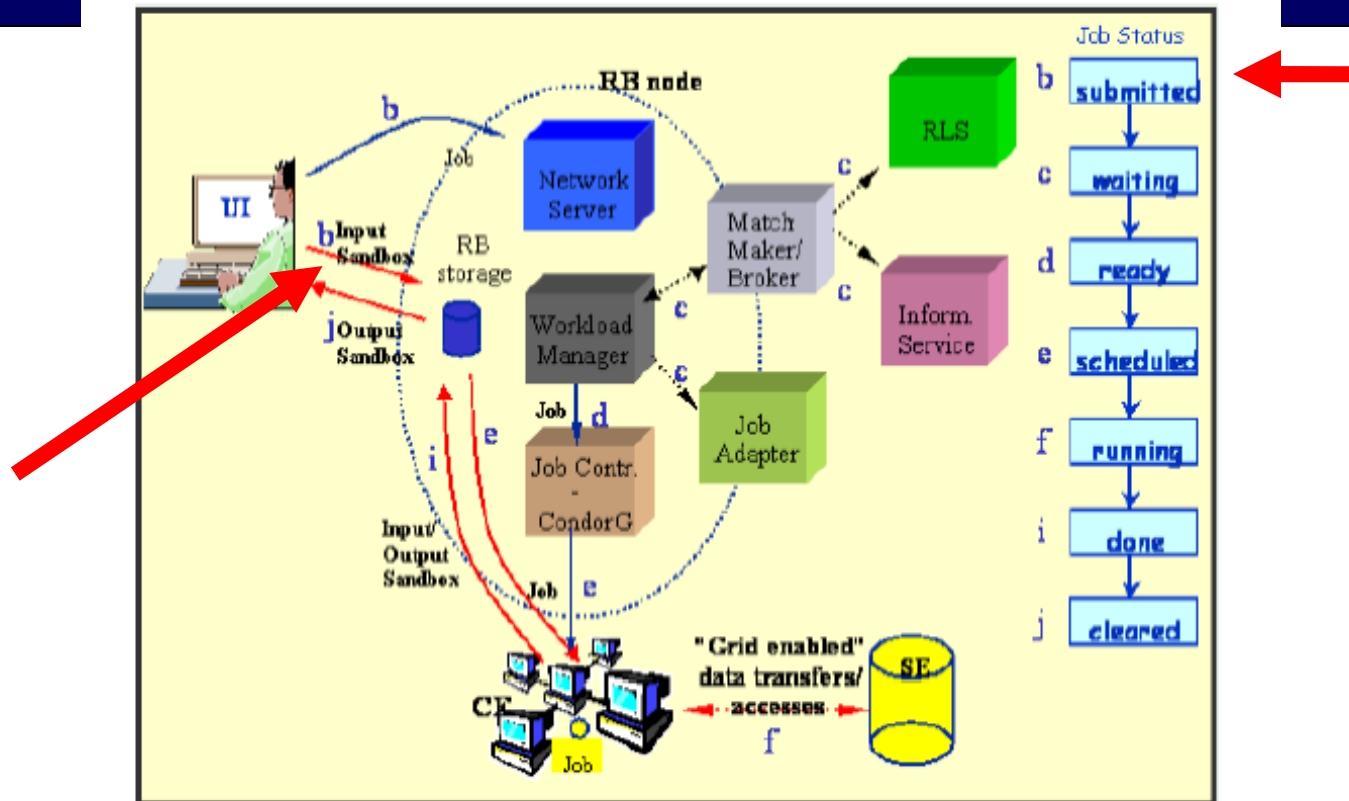 Job Status
RB node
b
b
submitted
RLS
Job
c
c
waiting
Network
Server
UI
Match
Maker/
Broker
b
Input
Sandbox
RB
storage
d
ready
c
c
Inform.
Service
j
Output
Sandbox
Workload
Manager
e
scheduled
c
Job
d
e
Job
Adapter
f
running
i
Job Contr.
-
CondorG
Input/
Output
Sandbox
i
done
Job
e
j
cleared
"Grid enabled"
data transfers/
accesses
SE
CE
f
Job